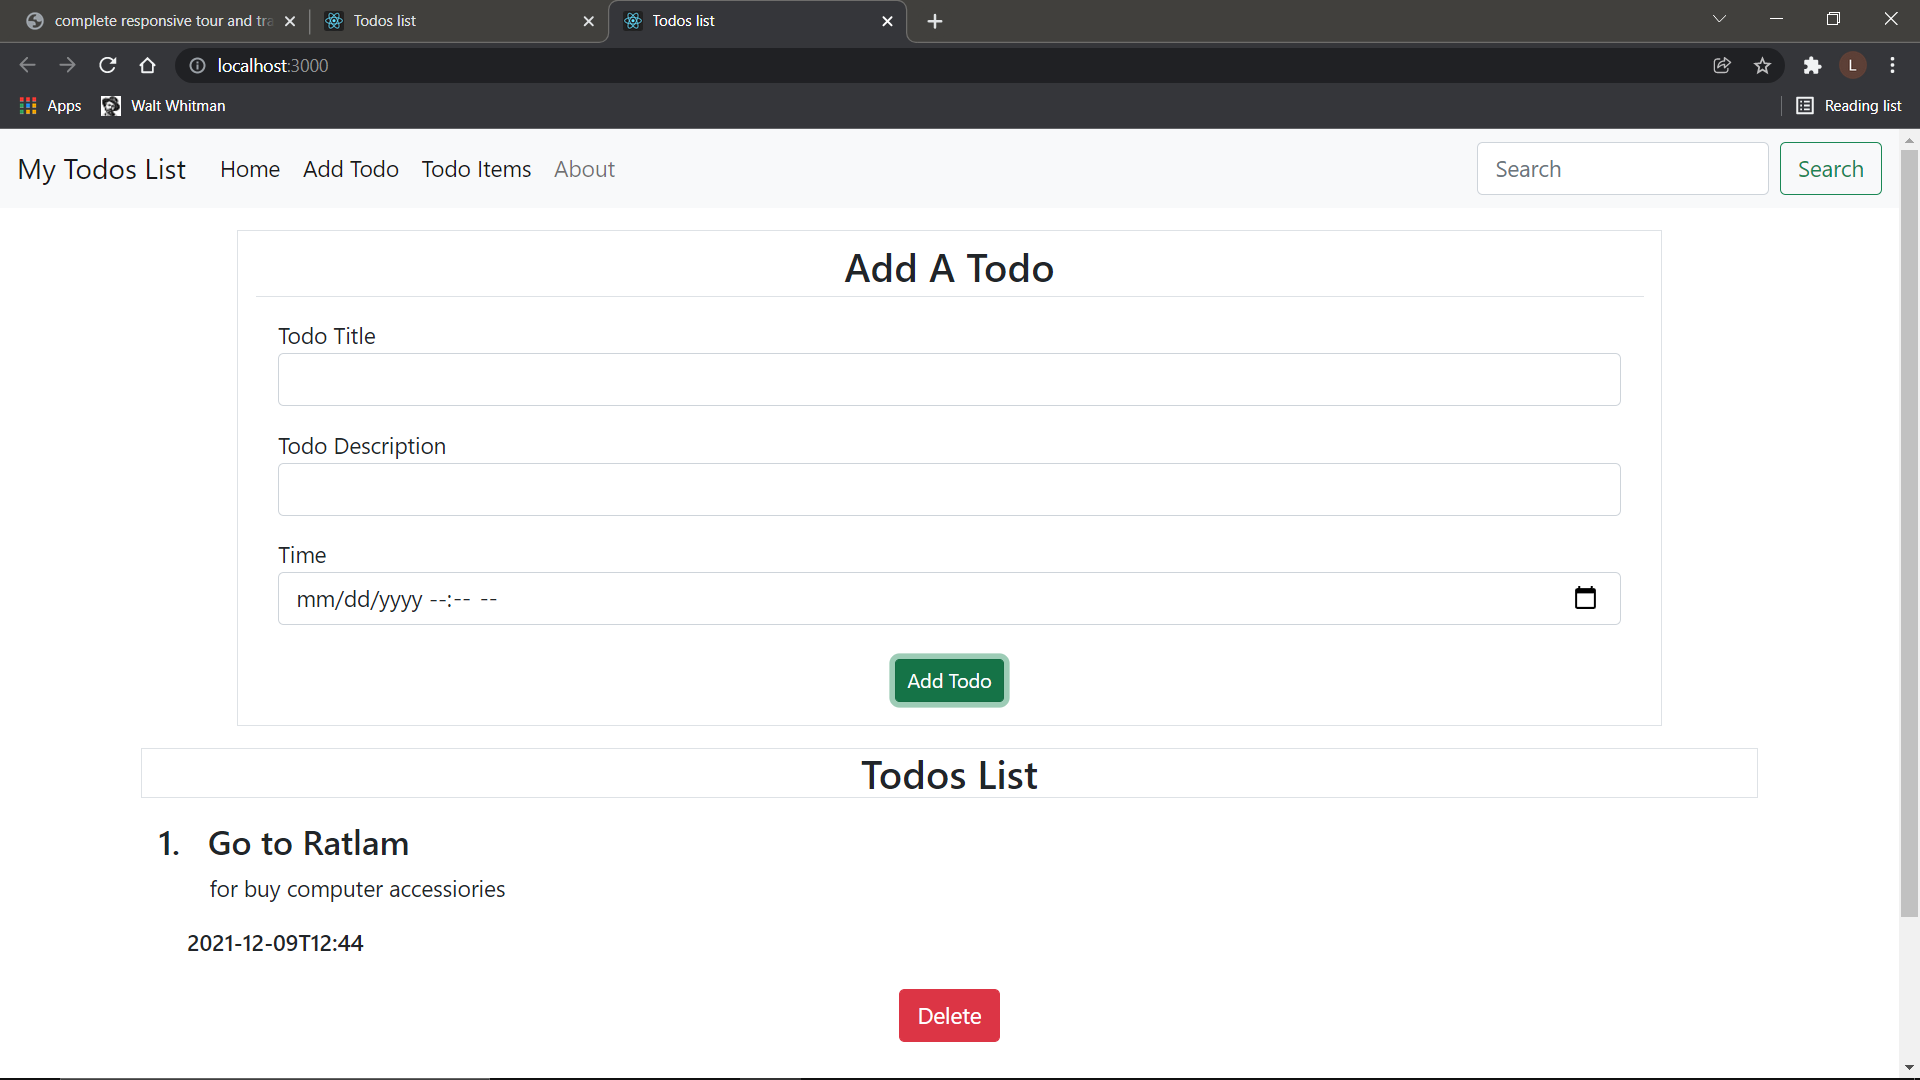 complete responsive tour and tra
Todos list
Todos list
localhost:3000
L
Apps
Walt Whitman
Reading list
My Todos List
Home
Add Todo
Todo Items
About
Search
Search
Add A Todo
Todo Title
Todo Description
Time
mm/dd/yyyy --:-- --
Add Todo
Todos List
1. Go to Ratlam
for buy computer accessiories
2021-12-09T12:44
Delete